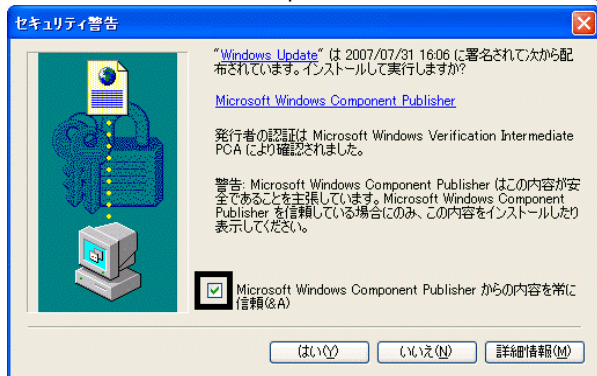 セキュリティ警告
"Windows Update" は 2007/07/31 16:06 に署名されて次から配
布されています。インストールして実行しますか?
Microsoft Windows Component Publisher
発行者の認証は Microsoft Windows Verification Intermediate
PCA により確認されました。
警告: Microsoft Windows Component Publisher はこの内容が安
全であることを主張しています。Microsoft Windows Component
Publisher を信頼している場合にのみ、この内容をインストールしたり
表示してください。
Microsoft Windows Component Publisher からの内容を常に
信頼(&A)
はい(Y) いいえ(N) 詳細情報(M)